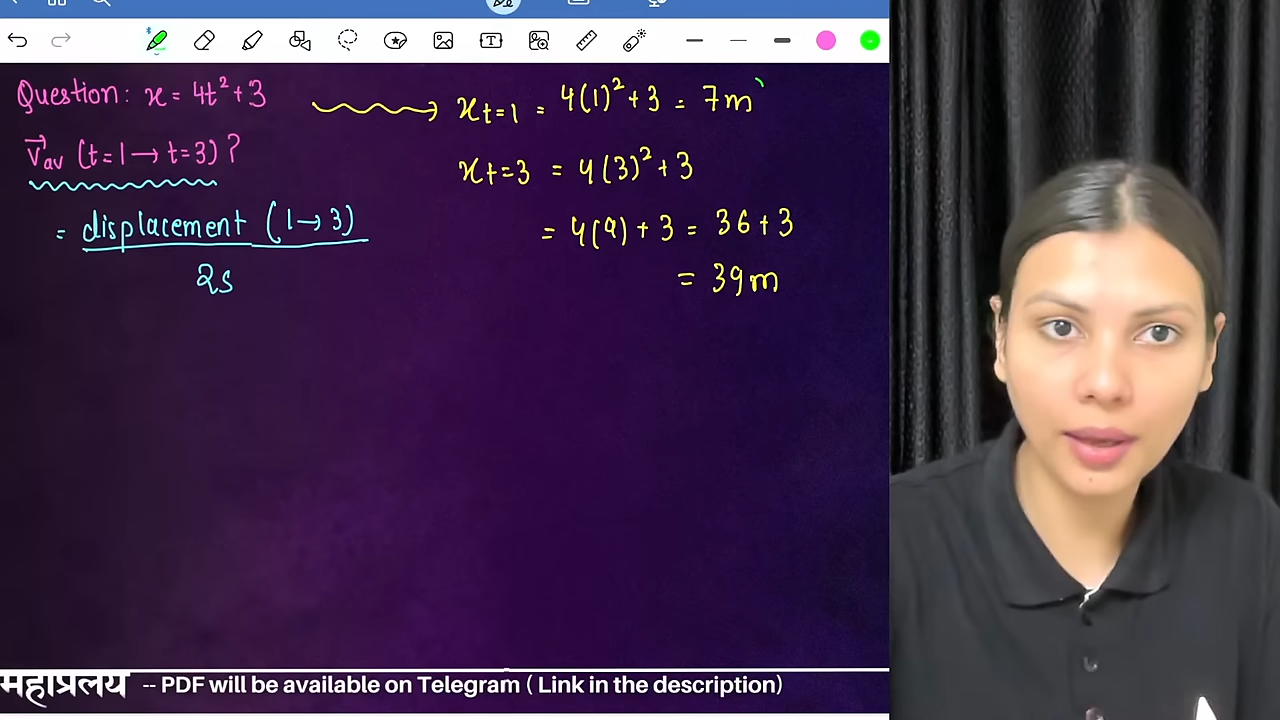 Question: x = 4t²+3
x t=1 = 4(1)²+3 = 7m
v⃗av (t=1→t=3)?
x t=3 = 4(3)²+3
= displacement (1→3)
2s
= 4(9)+3 = 36+3
= 39m
महाप्रलय -- PDF will be available on Telegram ( Link in the description)